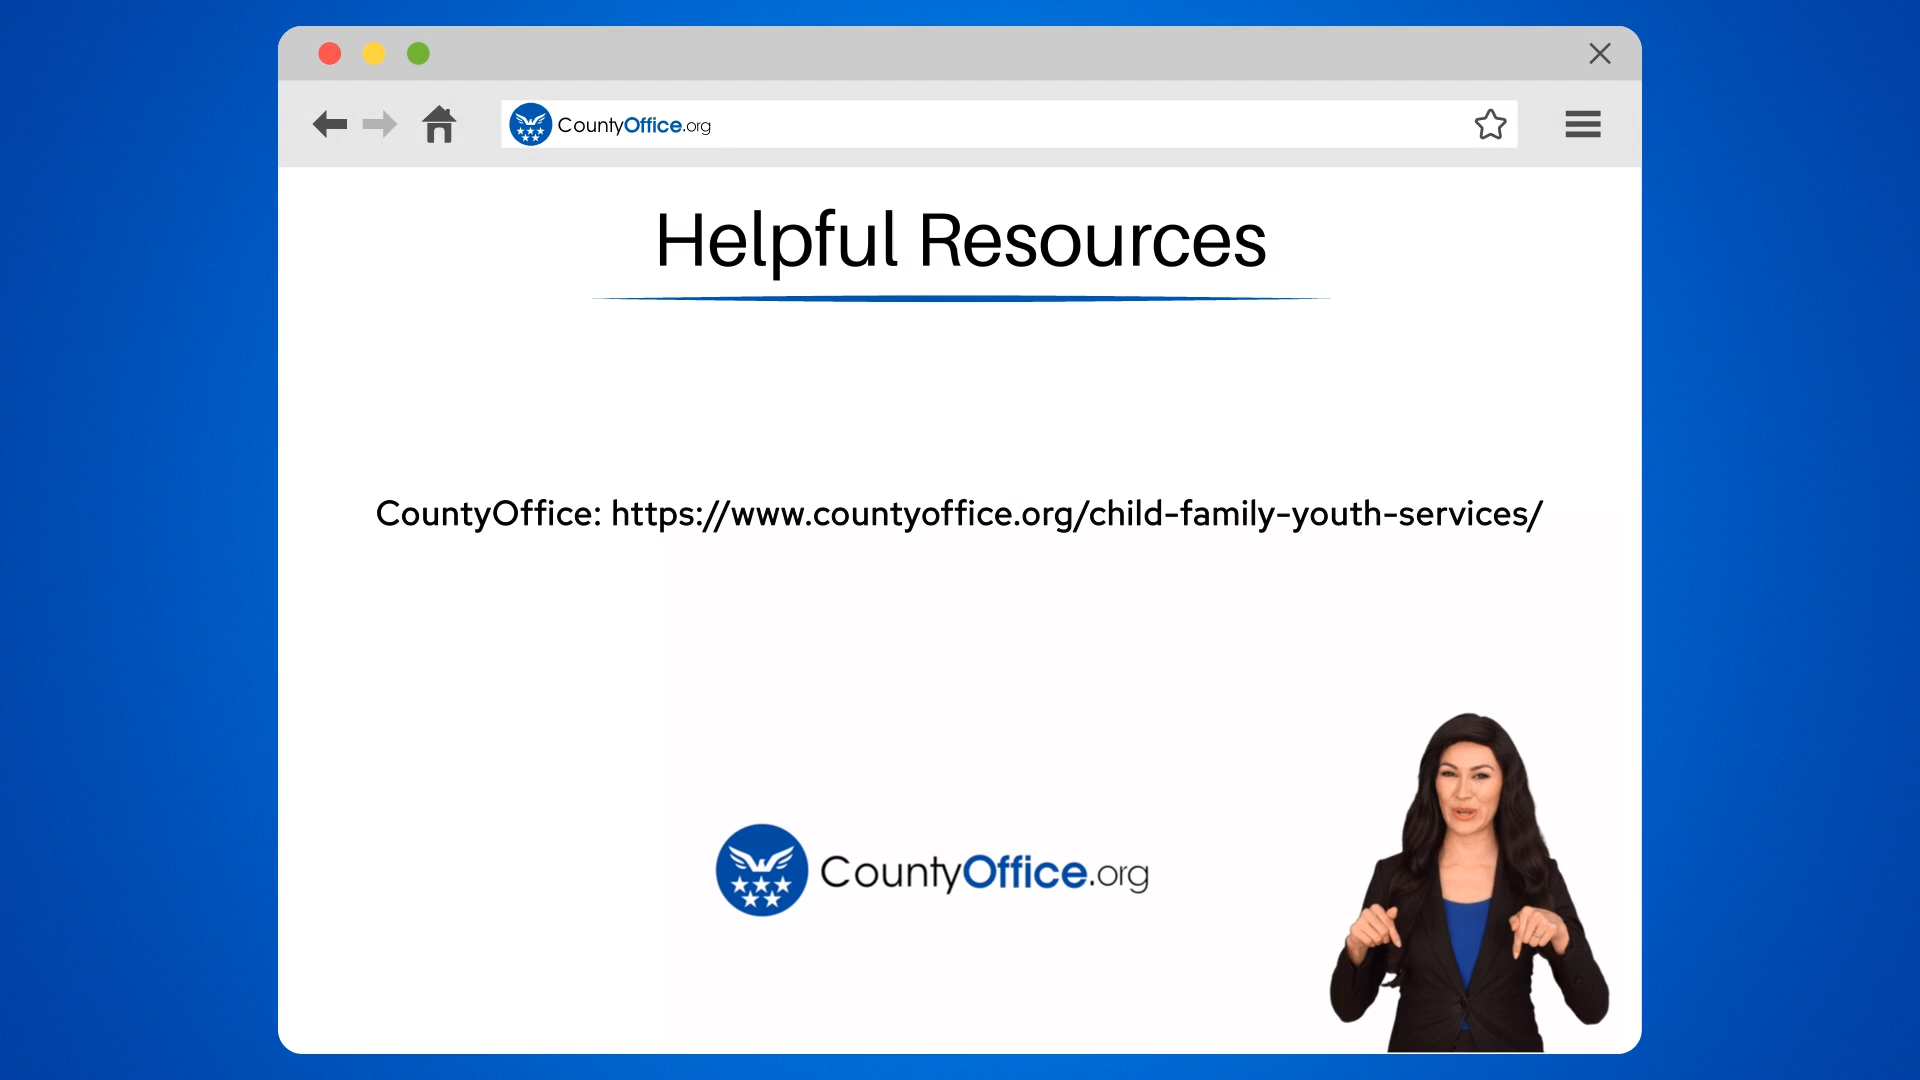 CountyOffice.org
Helpful Resources
CountyOffice: https://www.countyoffice.org/child-family-youth-services/
CountyOffice.org